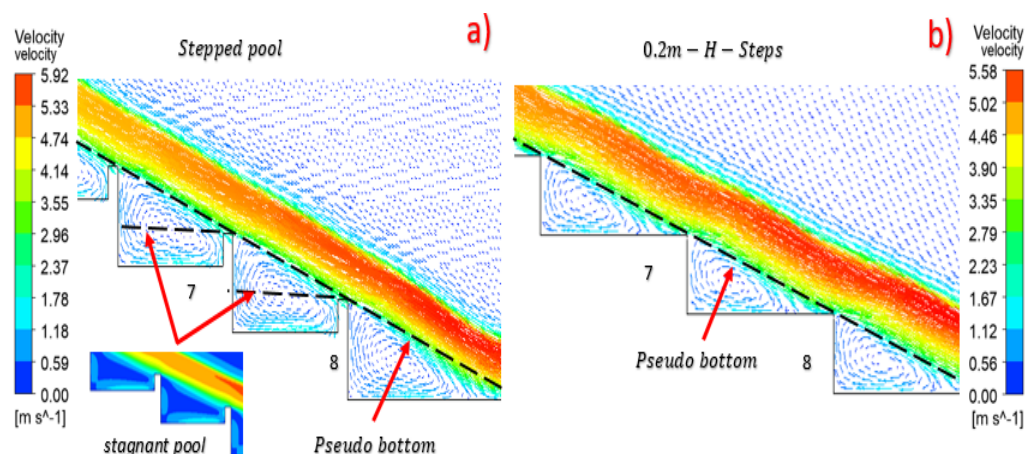 Velocity
velocity
5.92
5.33
4.74
4.14
3.55
2.96
2.37
1.78
1.18
0.59
0.00
[m s^-1]
Stepped pool
a)
7
8
stagnant pool
Pseudo bottom
0.2m − H − Steps
b)
7
8
Pseudo bottom
Velocity
velocity
5.58
5.02
4.46
3.90
3.35
2.79
2.23
1.67
1.12
0.56
0.00
[m s^-1]